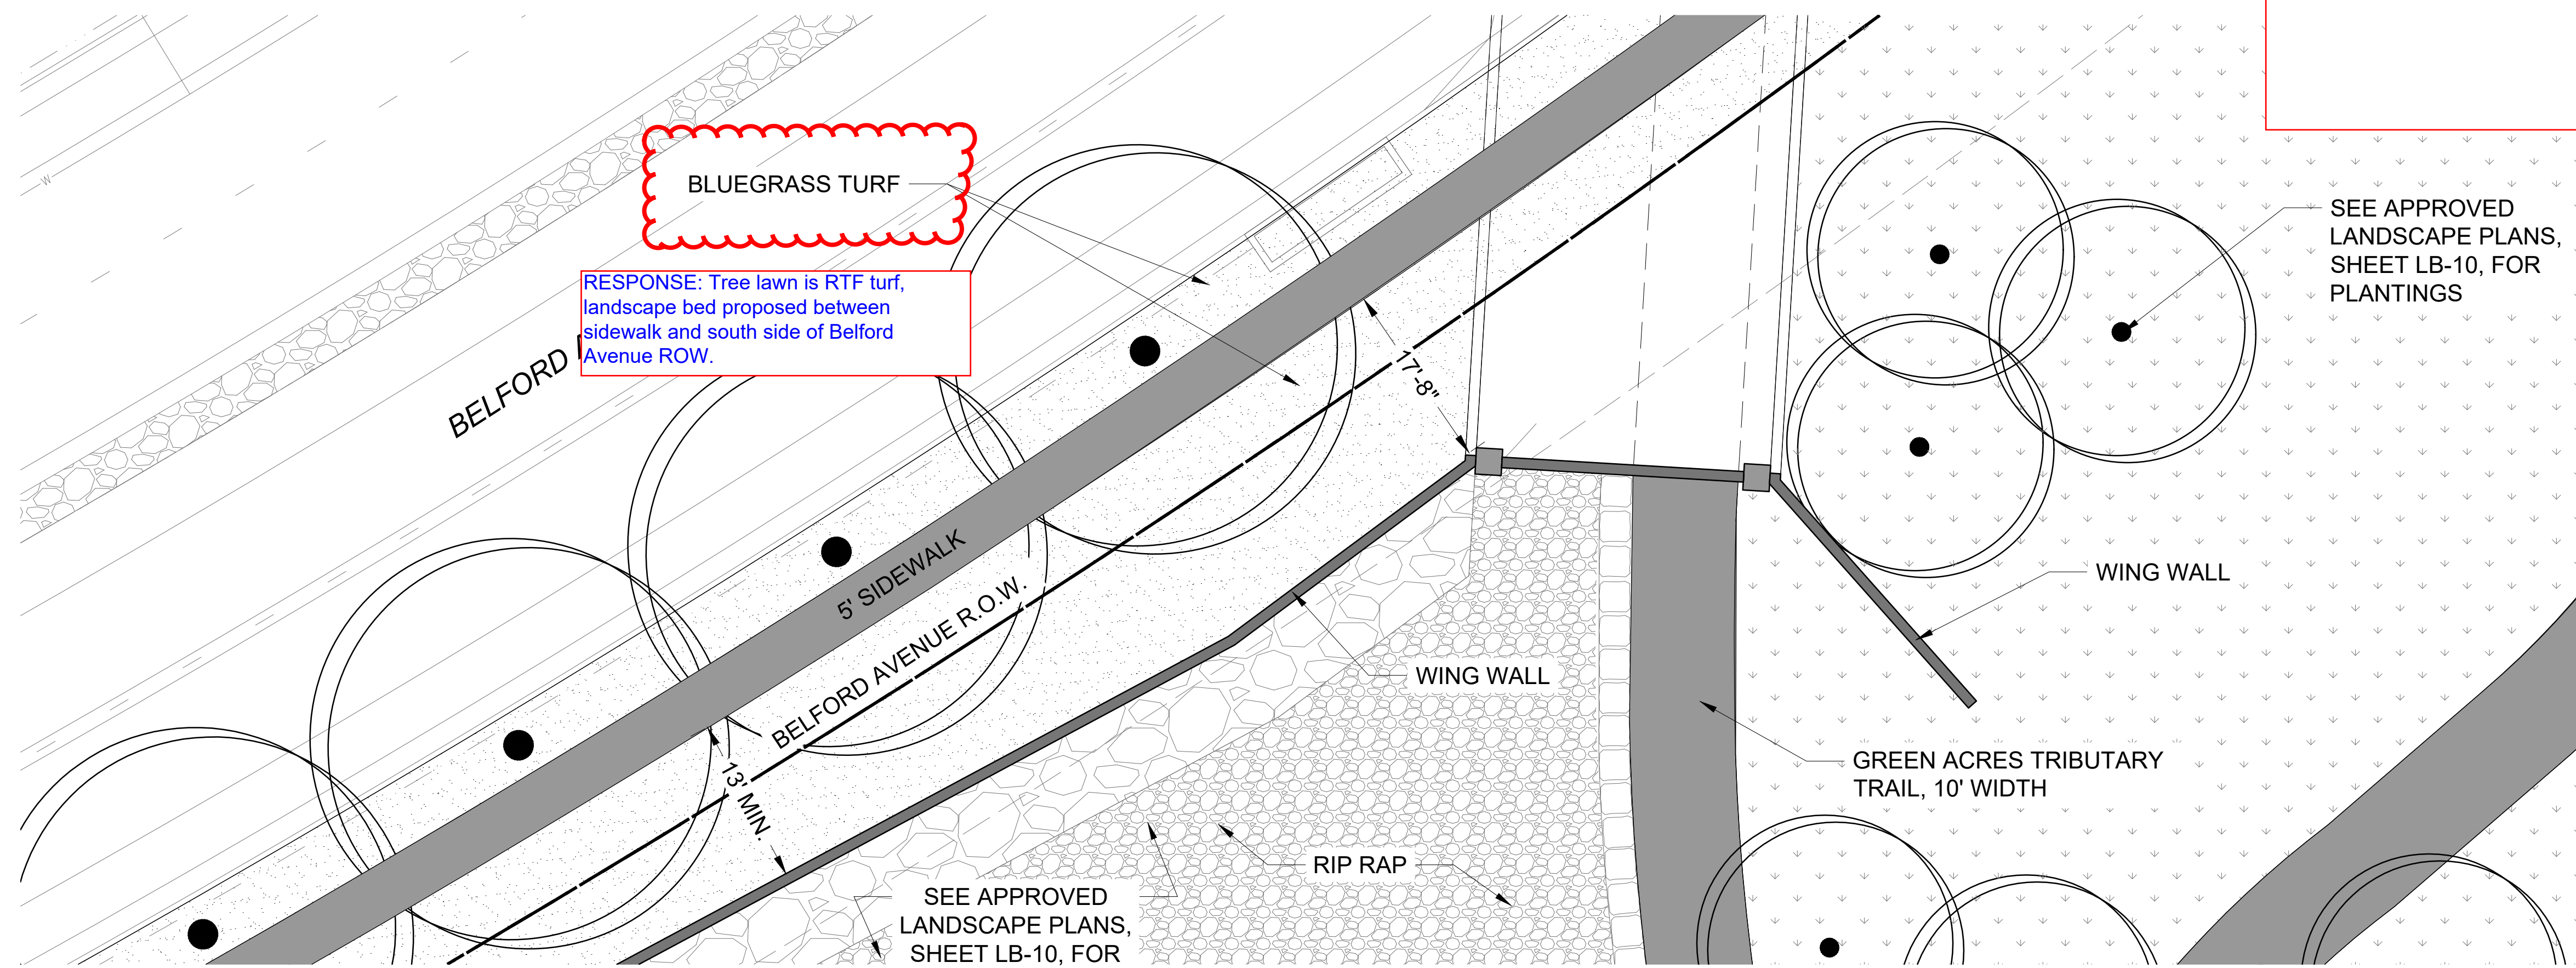 W
BLUEGRASS TURF
RESPONSE: Tree lawn is RTF turf,
landscape bed proposed between
sidewalk and south side of Belford
Avenue ROW.
BELFORD
17'-8"
SEE APPROVED
LANDSCAPE PLANS,
SHEET LB-10, FOR
PLANTINGS
5' SIDEWALK
BELFORD AVENUE R.O.W.
WING WALL
WING WALL
13' MIN.
GREEN ACRES TRIBUTARY
TRAIL, 10' WIDTH
RIP RAP
SEE APPROVED
LANDSCAPE PLANS,
SHEET LB-10, FOR